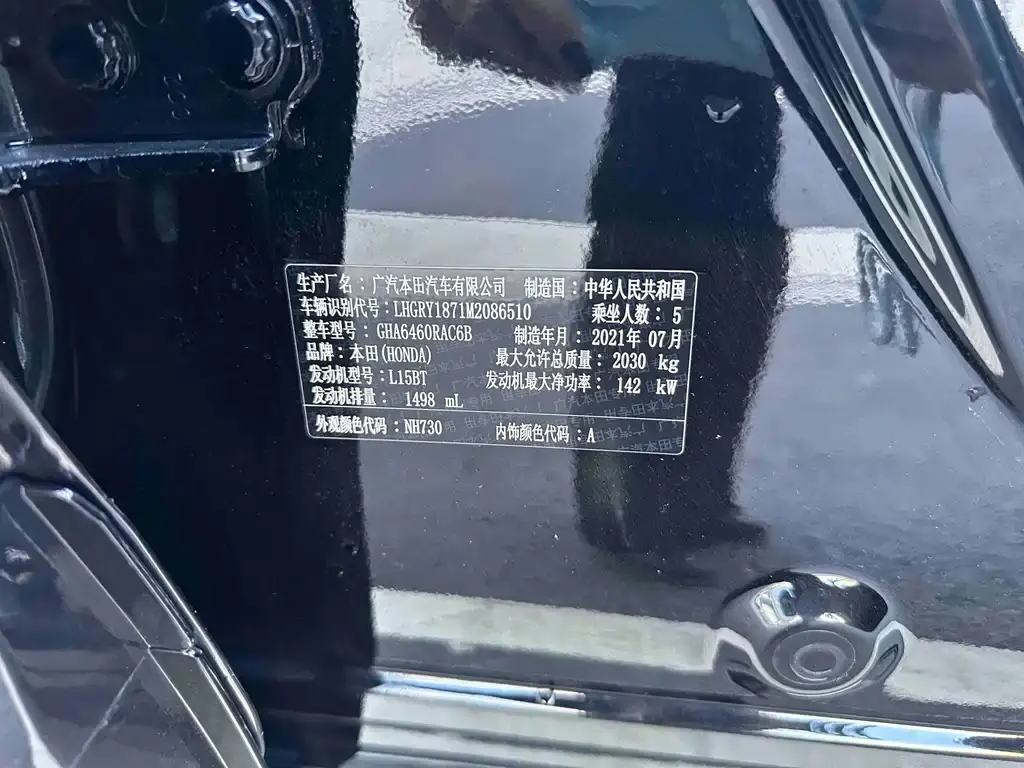 生产厂名：广汽本田汽车有限公司 制造国：中华人民共和国
车辆识别代号：LHGRY1871M2086510 乘坐人数：5
整车型号：GHA6460RAC6B 制造年月：2021年 07月
品牌：本田(HONDA) 最大允许总质量：2030 kg
发动机型号：L15BT 发动机最大净功率：142 kW
发动机排量：1498 mL
外观颜色代码：NH730 内饰颜色代码：A